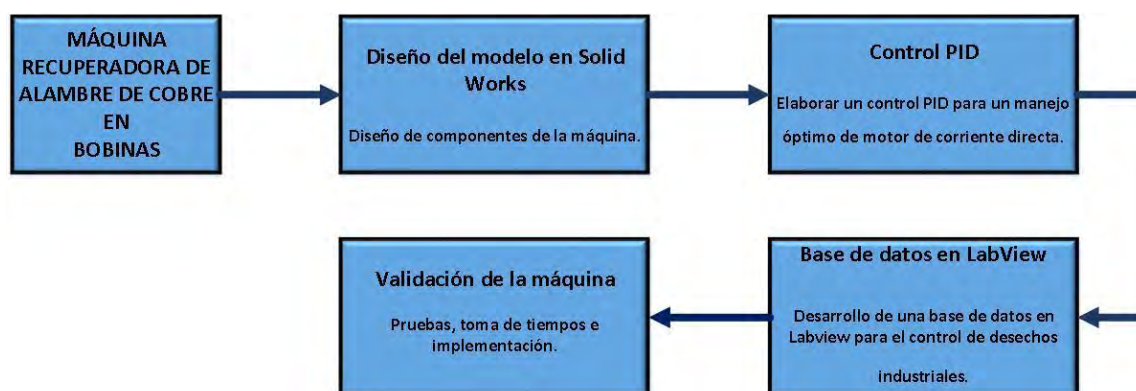 MÁQUINA
RECUPERADORA DE
ALAMBRE DE COBRE
EN
BOBINAS
Diseño del modelo en Solid
Works
Diseño de componentes de la máquina.
Control PID
Elaborar un control PID para un manejo
óptimo de motor de corriente directa.
Base de datos en LabView
Desarrollo de una base de datos en
Labview para el control de desechos
industriales.
Validación de la máquina
Pruebas, toma de tiempos e
implementación.